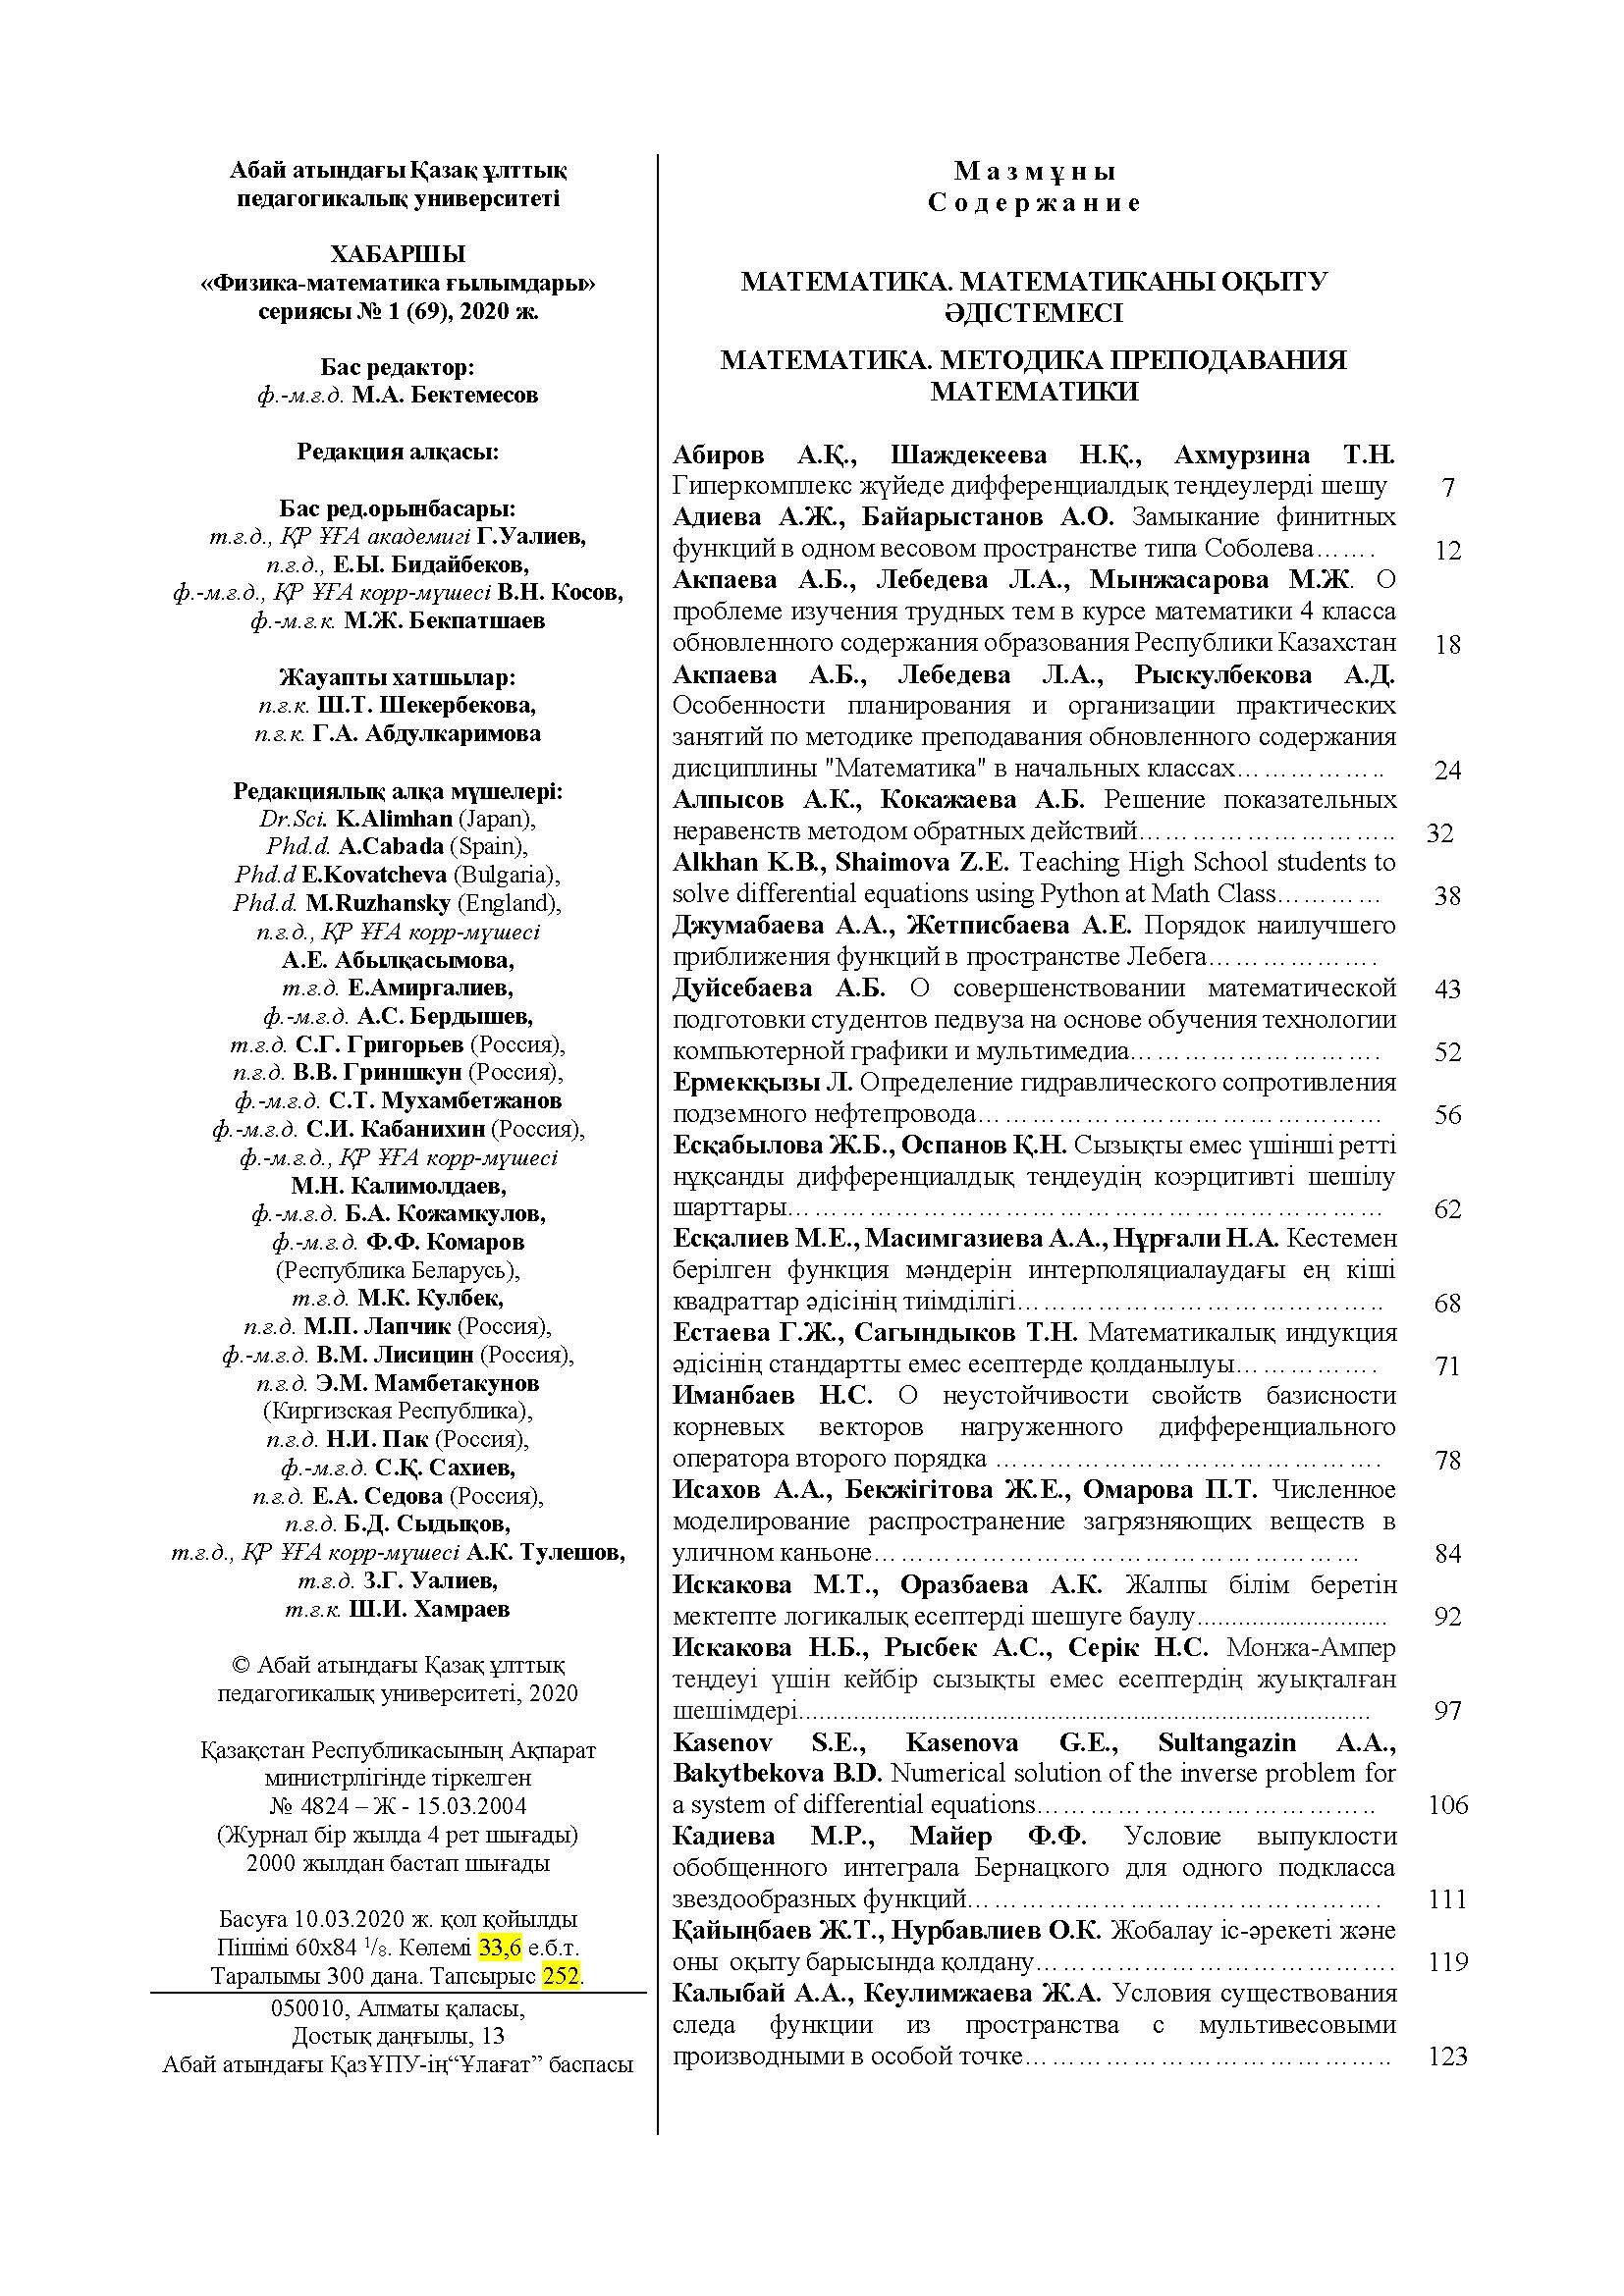 Абай атындағы Қазақ ұлттық
педагогикалық университеті
ХАБАРШЫ
«Физика-математика ғылымдары»
сериясы № 1 (69), 2020 ж.
Бас редактор:
ф.-м.ғ.д. М.А. Бектемесов
Редакция алқасы:
Бас ред.орынбасары:
т.ғ.д., ҚР ҰҒА академигі Г.Уалиев,
п.ғ.д., Е.Ы. Бидайбеков,
ф.-м.ғ.д., ҚР ҰҒА корр-мүшесі В.Н. Косов,
ф.-м.ғ.к. М.Ж. Бекпатшаев
Жауапты хатшылар:
п.ғ.к. Ш.Т. Шекербекова,
п.ғ.к. Г.А. Абдулкаримова
Редакциялық алқа мүшелері:
Dr.Sci. K.Alimhan (Japan),
Phd.d. A.Cabada (Spain),
Phd.d E.Kovatcheva (Bulgaria),
Phd.d. M.Ruzhansky (England),
п.ғ.д., ҚР ҰҒА корр-мүшесі
А.Е. Абылқасымова,
т.ғ.д. Е.Амиргалиев,
ф.-м.ғ.д. А.С. Бердышев,
т.ғ.д. С.Г. Григорьев (Россия),
п.ғ.д. В.В. Гриншкун (Россия),
ф.-м.ғ.д. С.Т. Мухамбетжанов
ф.-м.ғ.д. С.И. Кабанихин (Россия),
ф.-м.ғ.д., ҚР ҰҒА корр-мүшесі
М.Н. Калимолдаев,
ф.-м.ғ.д. Б.А. Кожамкулов,
ф.-м.ғ.д. Ф.Ф. Комаров
(Республика Беларусь),
т.ғ.д. М.К. Кулбек,
п.ғ.д. М.П. Лапчик (Россия),
ф.-м.ғ.д. В.М. Лисицин (Россия),
п.ғ.д. Э.М. Мамбетакунов
(Киргизская Республика),
п.ғ.д. Н.И. Пак (Россия),
ф.-м.ғ.д. С.Қ. Сахиев,
п.ғ.д. Е.А. Седова (Россия),
п.ғ.д. Б.Д. Сыдықов,
т.ғ.д., ҚР ҰҒА корр-мүшесі А.К. Тулешов,
т.ғ.д. З.Г. Уалиев,
т.ғ.к. Ш.И. Хамраев
© Абай атындағы Қазақ ұлттық
педагогикалық университеті, 2020
Қазақстан Республикасының Ақпарат
министрлігінде тіркелген
№ 4824 – Ж - 15.03.2004
(Журнал бір жылда 4 рет шығады)
2000 жылдан бастап шығады
Басуға 10.03.2020 ж. қол қойылды
Пішімі 60х84 1/8. Көлемі 33,6 е.б.т.
Таралымы 300 дана. Тапсырыс 252.
050010, Алматы қаласы,
Достық даңғылы, 13
Абай атындағы ҚазҰПУ-ің“Ұлағат” баспасы
М а з м ұ н ы
С о д е р ж а н и е
МАТЕМАТИКА. МАТЕМАТИКАНЫ ОҚЫТУ
ӘДІСТЕМЕСІ
МАТЕМАТИКА. МЕТОДИКА ПРЕПОДАВАНИЯ
МАТЕМАТИКИ
Абиров А.Қ., Шаждекеева Н.Қ., Ахмурзина Т.Н.
Гиперкомплекс жүйеде дифференциалдық теңдеулерді шешу 7
Адиева А.Ж., Байарыстанов А.О. Замыкание финитных
функций в одном весовом пространстве типа Соболева……. 12
Акпаева А.Б., Лебедева Л.А., Мынжасарова М.Ж. О
проблеме изучения трудных тем в курсе математики 4 класса
обновленного содержания образования Республики Казахстан 18
Акпаева А.Б., Лебедева Л.А., Рыскулбекова А.Д.
Особенности планирования и организации практических
занятий по методике преподавания обновленного содержания
дисциплины "Математика" в начальных классах…………….. 24
Алпысов А.К., Кокажаева А.Б. Решение показательных
неравенств методом обратных действий……………………….. 32
Alkhan K.B., Shaimova Z.E. Teaching High School students to
solve differential equations using Python at Math Class………… 38
Джумабаева А.А., Жетписбаева А.Е. Порядок наилучшего
приближения функций в пространстве Лебега……………….
Дуйсебаева А.Б. О совершенствовании математической 43
подготовки студентов педвуза на основе обучения технологии
компьютерной графики и мультимедиа………………………. 52
Ермекқызы Л. Определение гидравлического сопротивления
подземного нефтепровода……………………………………… 56
Есқабылова Ж.Б., Оспанов Қ.Н. Сызықты емес үшінші ретті
нұқсанды дифференциалдық теңдеудің коэрцитивті шешілу
шарттары………………………………………………………… 62
Есқалиев М.Е., Масимгазиева А.А., Нұрғали Н.А. Кестемен
берілген функция мәндерін интерполяциалаудағы ең кіші
квадраттар әдісінің тиімділігі………………………………….. 68
Естаева Г.Ж., Сагындыков Т.Н. Математикалық индукция
әдісінің стандартты емес есептерде қолданылуы……………. 71
Иманбаев Н.С. О неустойчивости свойств базисности
корневых векторов нагруженного дифференциального
оператора второго порядка ……………………………………. 78
Исахов А.А., Бекжігітова Ж.Е., Омарова П.Т. Численное
моделирование распространение загрязняющих веществ в
уличном каньоне……………………………………………… 84
Искакова М.Т., Оразбаева А.К. Жалпы білім беретін
мектепте логикалық есептерді шешуге баулу............................ 92
Искакова Н.Б., Рысбек А.С., Серік Н.С. Монжа-Ампер
теңдеуі үшін кейбір сызықты емес есептердің жуықталған
шешімдері.................................................................................... 97
Kasenov S.E., Kasenova G.E., Sultangazin A.A.,
Bakytbekova B.D. Numerical solution of the inverse problem for
a system of differential equations……………………………….. 106
Кадиева М.Р., Майер Ф.Ф. Условие выпуклости
обобщенного интеграла Бернацкого для одного подкласса
звездообразных функций………………………………………. 111
Қайыңбаев Ж.Т., Нурбавлиев О.К. Жобалау іс-әрекеті және
оны оқыту барысында қолдану…………………………………. 119
Калыбай А.А., Кеулимжаева Ж.А. Условия существования
следа функции из пространства с мультивесовыми
производными в особой точке………………………………….. 123